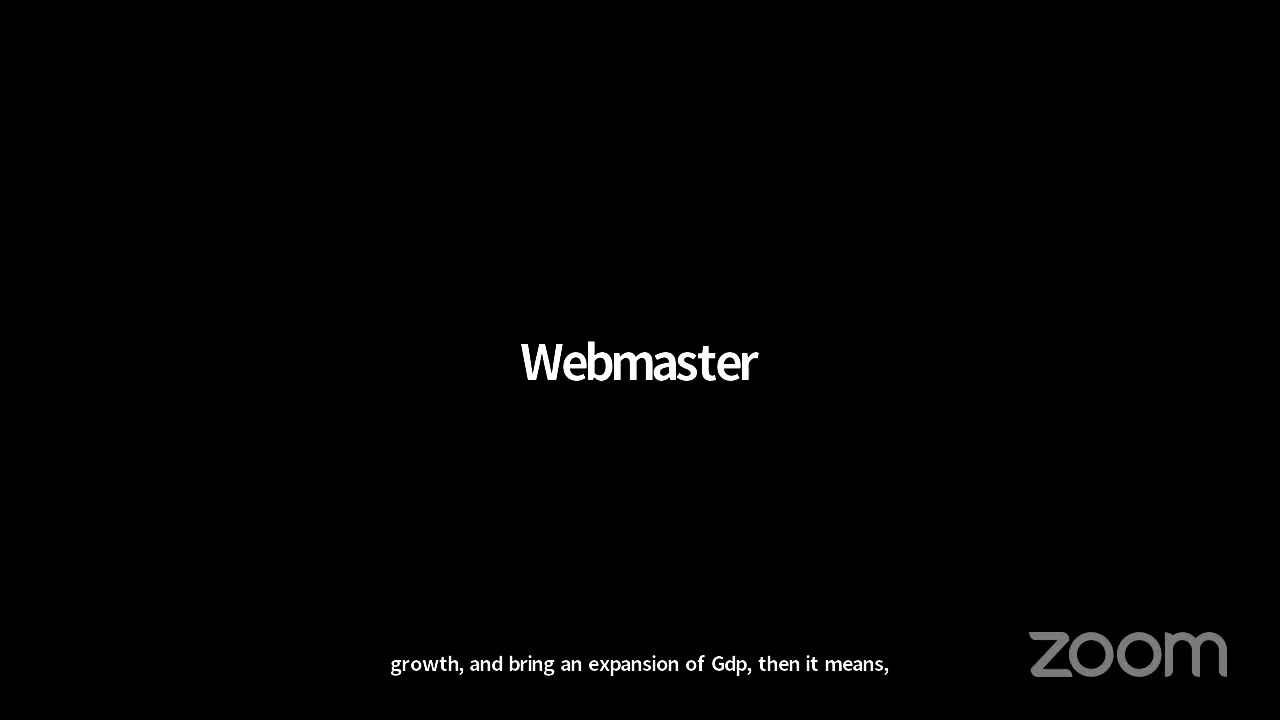 Webmaster
growth, and bring an expansion of Gdp, then it means,
zoom